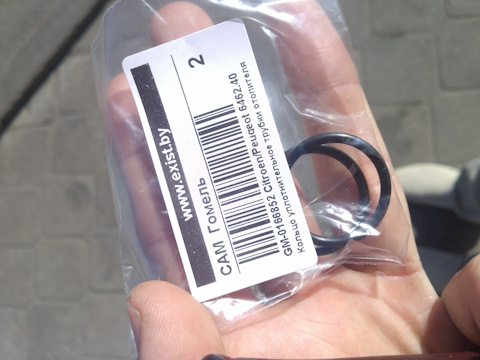 www.exist.by
2
САМ Гомель
GM-0166852 Citroen/Peugeot 6462.40
Кольцо уплотнительное трубки отопителя